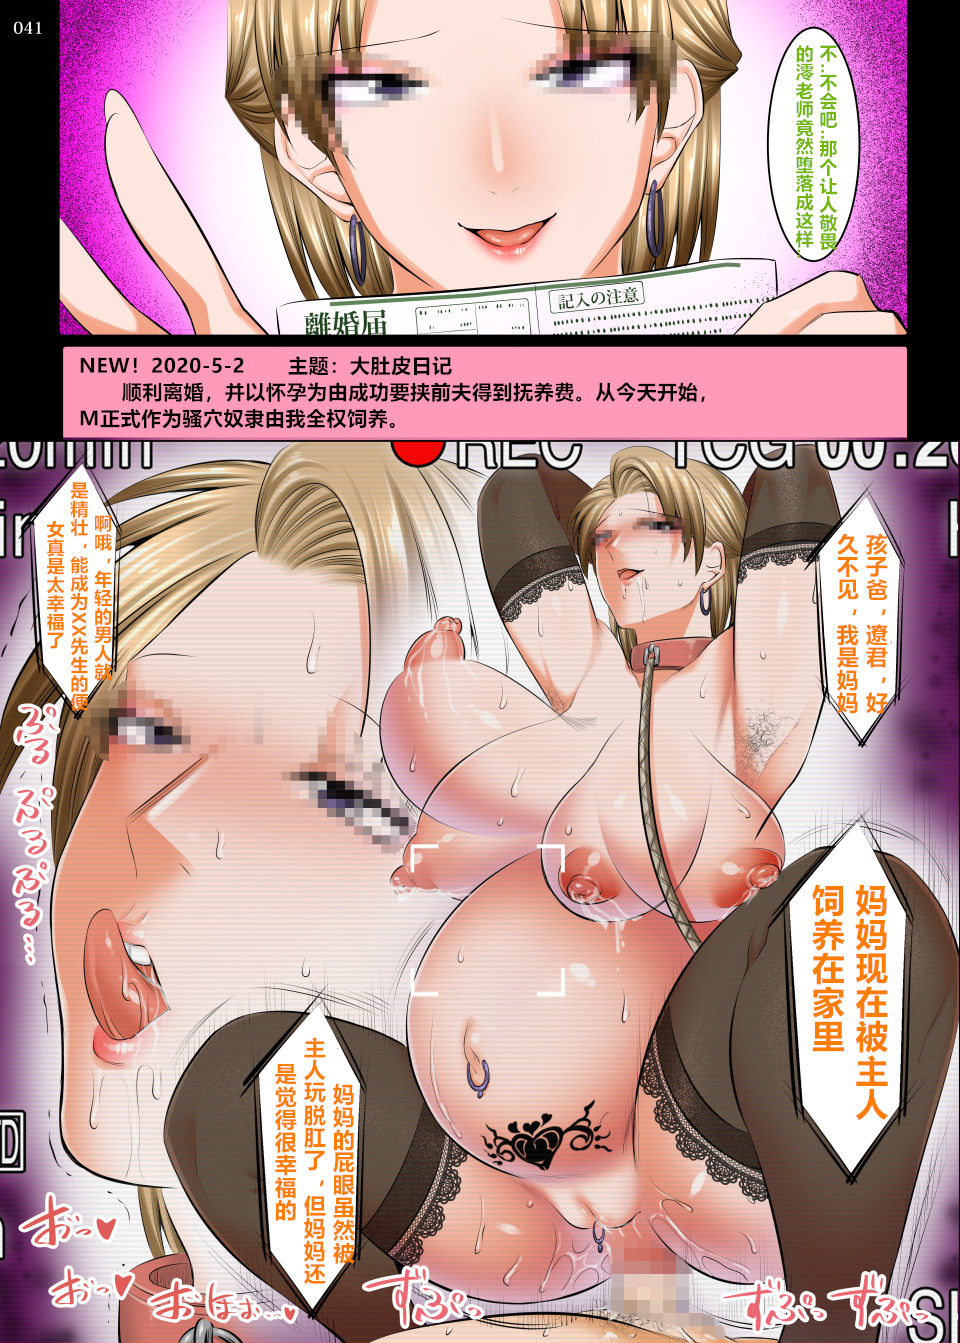 041
不…不会吧…那个让人敬畏
的澪老师竟然堕落成这样…
離婚届
記入の注意
NEW！2020-5-2　　主题：大肚皮日记
顺利离婚，并以怀孕为由成功要挟前夫得到抚养费。从今天开始，
M正式作为骚穴奴隶由我全权饲养。
REC
TCG 00:20
孩子爸，遼君，好
久不见，我是妈妈
啊哦，年轻的男人就
是精壮，能成为XX先生的便
女真是太幸福了
ぷる
ぷるぷる…
妈妈现在被主人
饲养在家里
妈妈的屁眼虽然被
主人玩脱肛了，但妈妈还
是觉得很幸福的
おっ♥
おっ♥
おほぉ…♥
ずぷっ
ずぷっ
ずぷっ